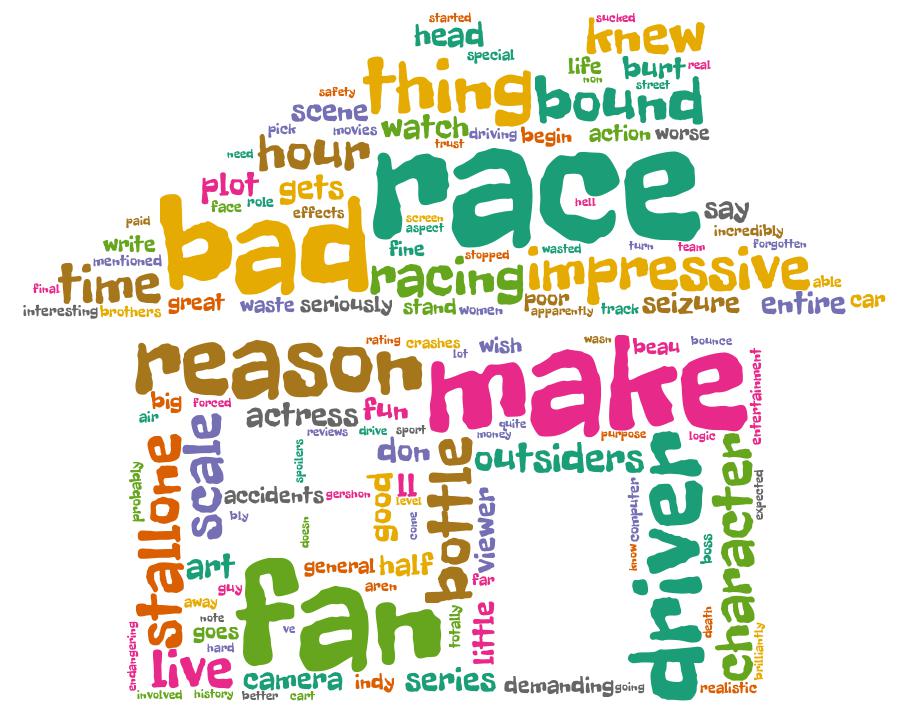 started
sucked
head
knew
special
life
burt
real
non
street
thing
bound
safety
scene
pick
movies
watch
driving
begin
action
worse
trust
need
hour
race
plot
gets
face
role
effects
hell
screen
aspect
say
paid
bad
incredibly
write
mentioned
fine
stopped
wasted
turn
team
forgotten
final
time
racing
impressive
able
interesting
brothers
great
waste
seriously
stand
women
poor
apparently
track
seizure
entire
car
reason
rating
crashes
lot
wish
wasn
beau
bounce
make
entertainment
big
forced
air
actress
fun
quite
money
purpose
logic
reviews
drive
sport
stallone
scale
spoilers
don
bottle
outsiders
driver
character
probably
accidents
gershon
good
ll
level
viewer
computer
expected
bly
doesn
come
know
boss
art
general
half
far
guy
fan
aren
away
note
goes
ve
hard
totally
little
death
brilliantly
endangering
live
camera
indy
series
demanding
going
realistic
involved
history
better
cart